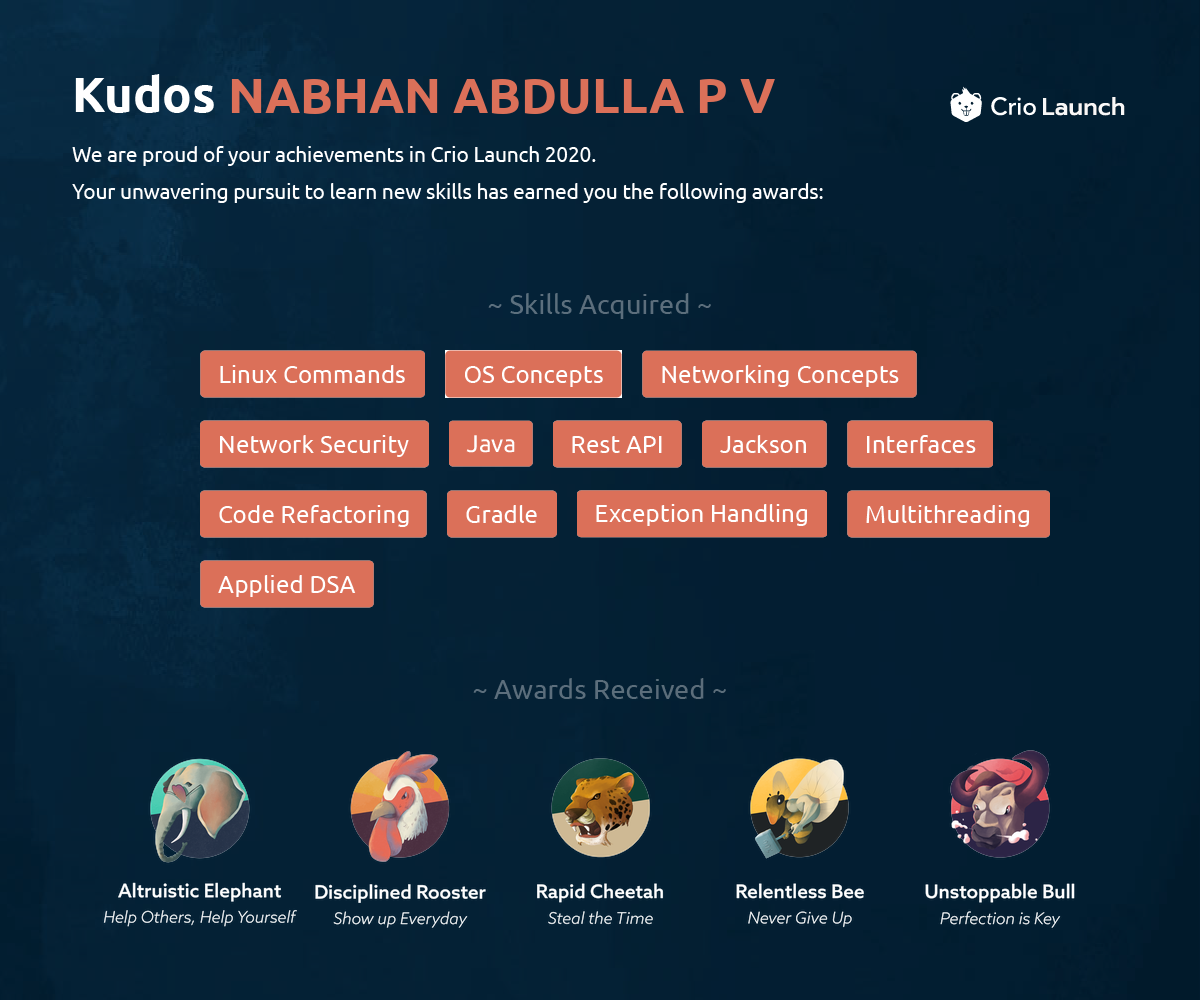 Kudos NABHAN ABDULLA P V
Crio Launch
We are proud of your achievements in Crio Launch 2020.
Your unwavering pursuit to learn new skills has earned you the following awards:
~ Skills Acquired ~
Linux Commands OS Concepts Networking Concepts
Network Security Java Rest API Jackson Interfaces
Code Refactoring Gradle Exception Handling Multithreading
Applied DSA
~ Awards Received ~
Altruistic Elephant Disciplined Rooster Rapid Cheetah Relentless Bee Unstoppable Bull
Help Others, Help Yourself Show up Everyday Steal the Time Never Give Up Perfection is Key